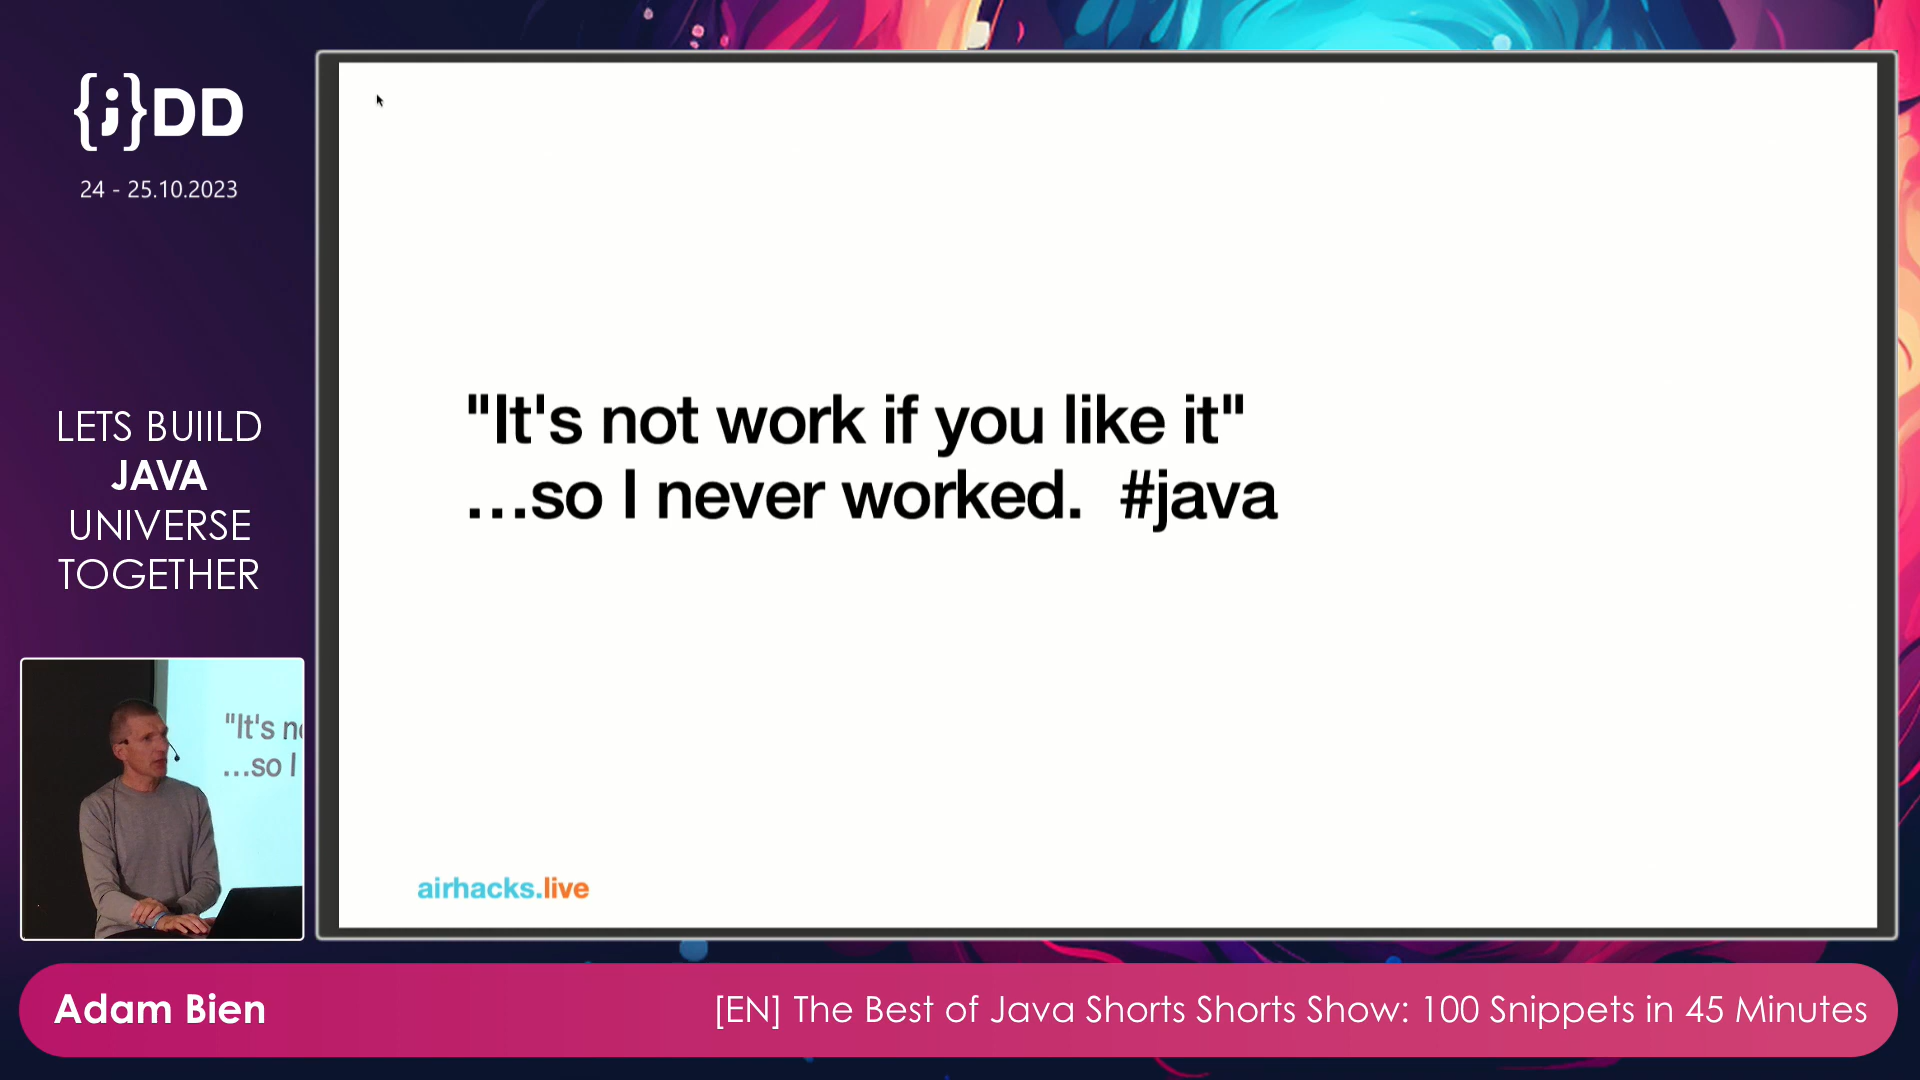 {j}DD
24 - 25.10.2023
LETS BUIILD
JAVA
UNIVERSE
TOGETHER
"It's not work if you like it"
...so I never worked.  #java
airhacks.live
"It's no
...so I
Adam Bien
[EN] The Best of Java Shorts Shorts Show: 100 Snippets in 45 Minutes